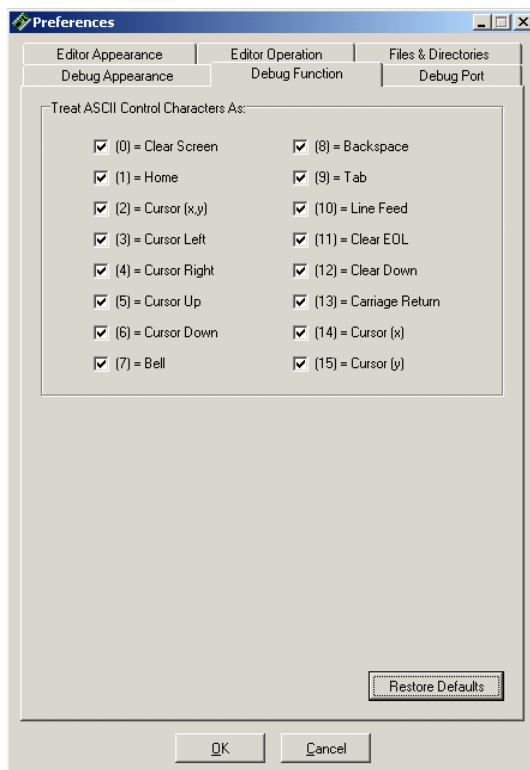 Preferences
Editor Appearance Editor Operation Files & Directories
Debug Appearance Debug Function Debug Port
Treat ASCII Control Characters As:
(0) = Clear Screen (8) = Backspace
(1) = Home (9) = Tab
(2) = Cursor (x,y) (10) = Line Feed
(3) = Cursor Left (11) = Clear EOL
(4) = Cursor Right (12) = Clear Down
(5) = Cursor Up (13) = Carriage Return
(6) = Cursor Down (14) = Cursor (x)
(7) = Bell (15) = Cursor (y)
Restore Defaults
OK Cancel